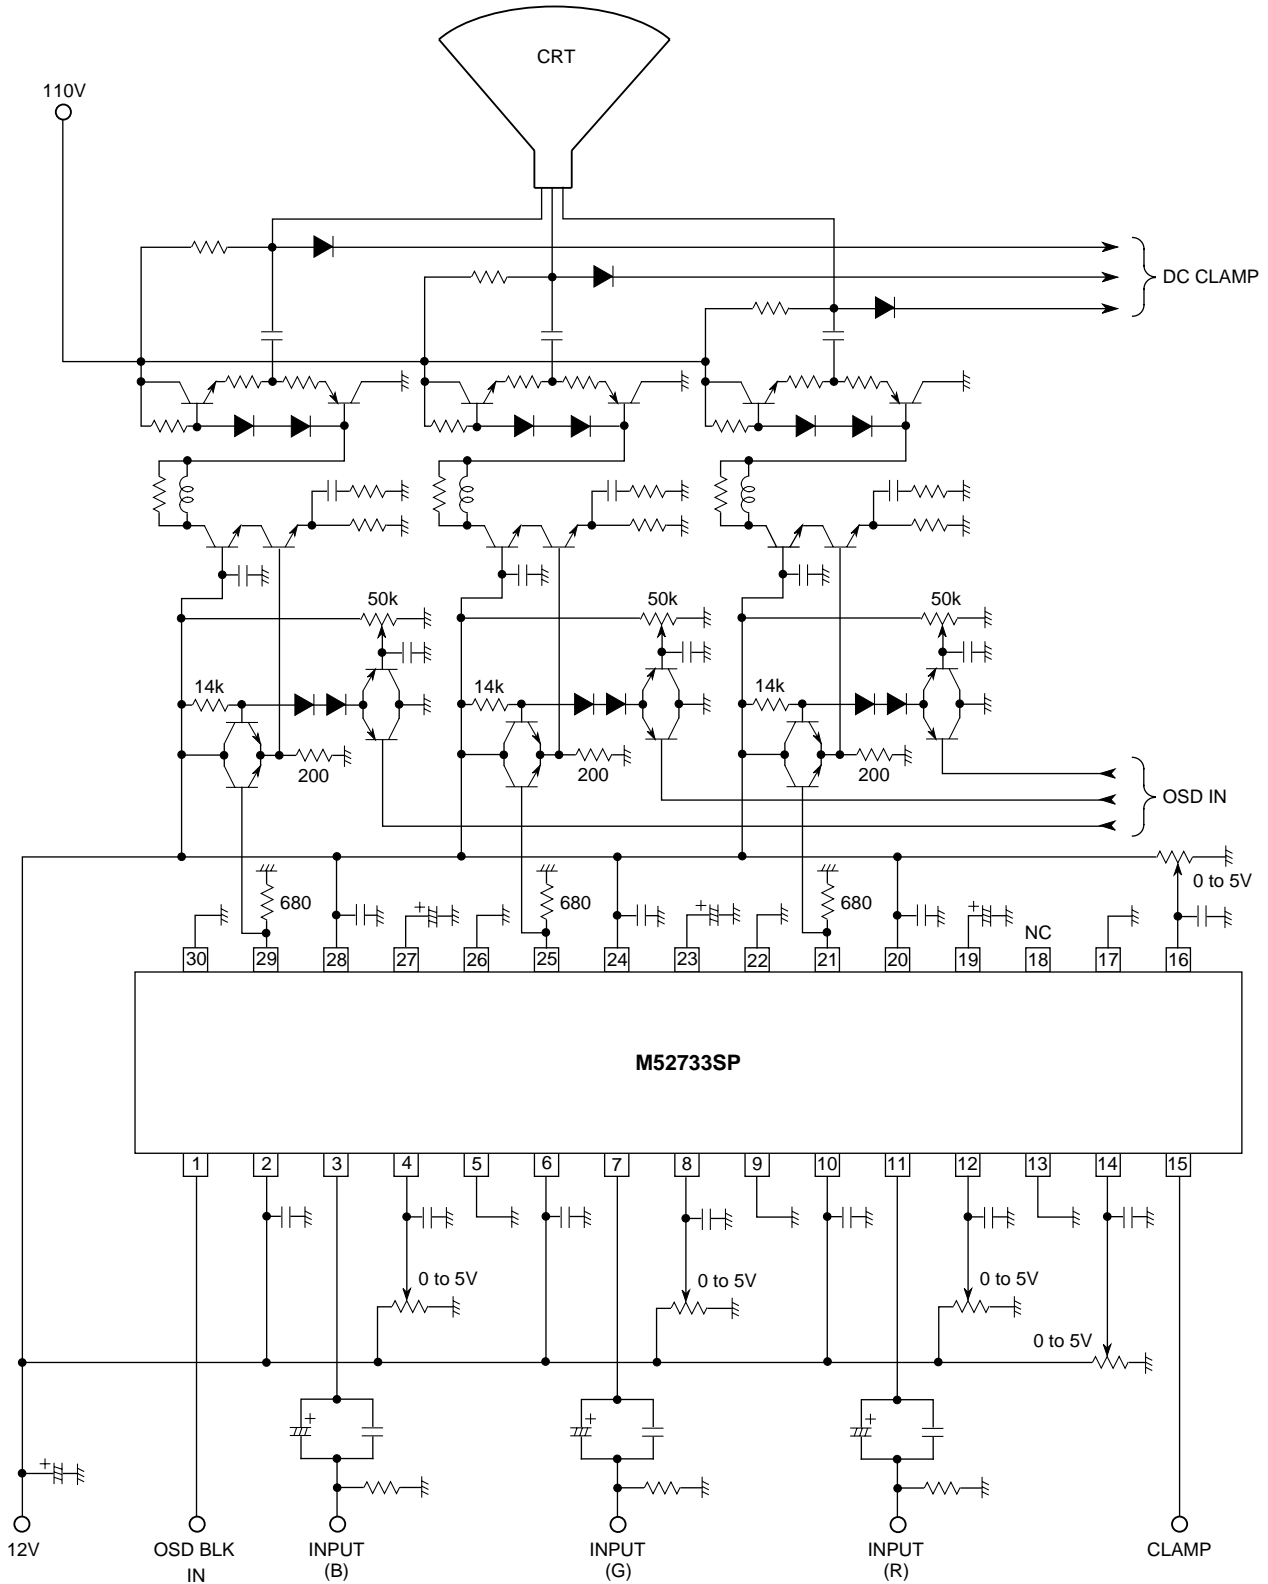 CRT
110V
DC CLAMP
50k 50k 50k
14k 14k 14k
200 200 200
OSD IN
0 to 5V
680 680 680
+ + +
NC
30 29 28 27 26 25 24 23 22 21 20 19 18 17 16
M52733SP
1 2 3 4 5 6 7 8 9 10 11 12 13 14 15
0 to 5V 0 to 5V 0 to 5V
0 to 5V
+ + +
+
12V OSD BLK IN INPUT (B) INPUT (G) INPUT (R) CLAMP